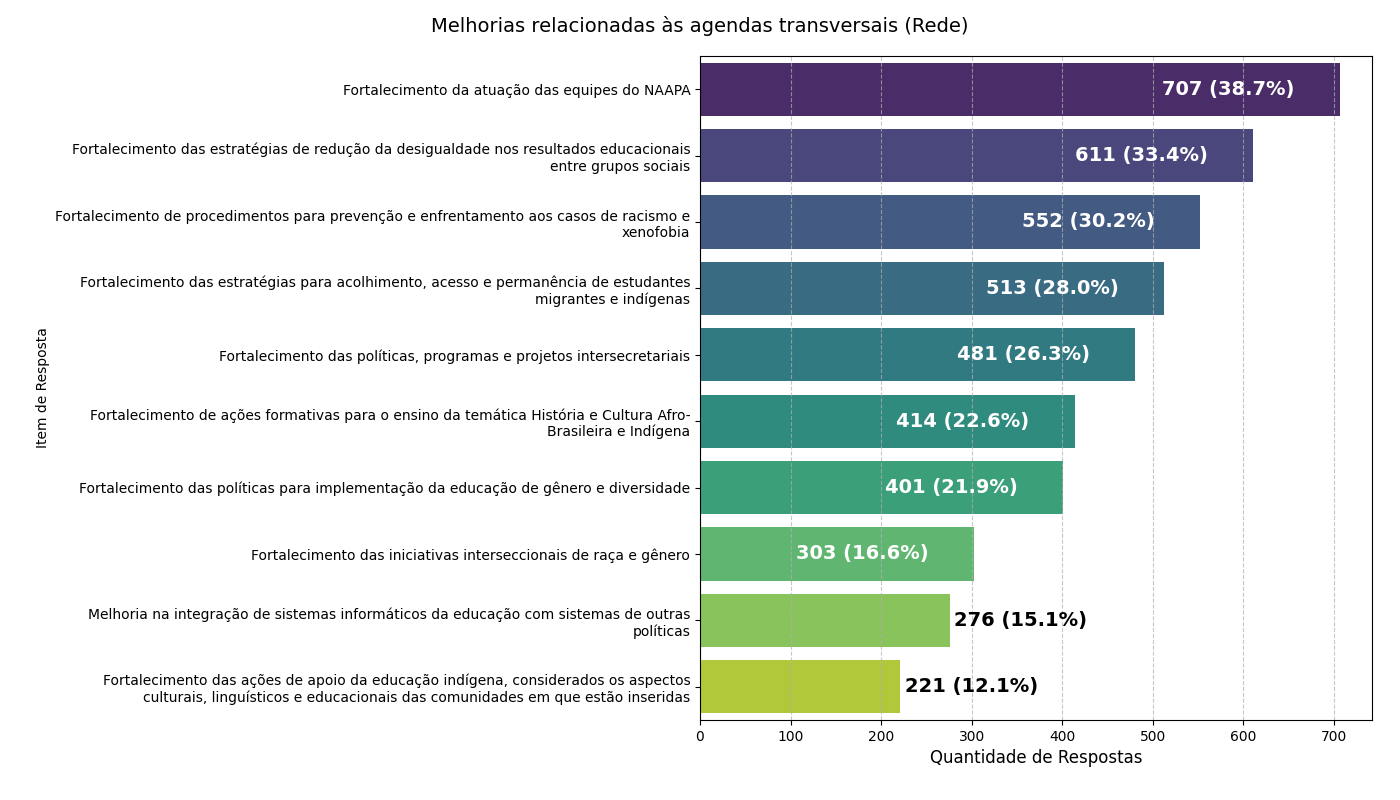 Melhorias relacionadas às agendas transversais (Rede)
Item de Resposta
Fortalecimento da atuação das equipes do NAAPA
707 (38.7%)
Fortalecimento das estratégias de redução da desigualdade nos resultados educacionais
entre grupos sociais
611 (33.4%)
Fortalecimento de procedimentos para prevenção e enfrentamento aos casos de racismo e
xenofobia
552 (30.2%)
Fortalecimento das estratégias para acolhimento, acesso e permanência de estudantes
migrantes e indígenas
513 (28.0%)
Fortalecimento das políticas, programas e projetos intersecretariais
481 (26.3%)
Fortalecimento de ações formativas para o ensino da temática História e Cultura Afro-
Brasileira e Indígena
414 (22.6%)
Fortalecimento das políticas para implementação da educação de gênero e diversidade
401 (21.9%)
Fortalecimento das iniciativas interseccionais de raça e gênero
303 (16.6%)
Melhoria na integração de sistemas informáticos da educação com sistemas de outras
políticas
276 (15.1%)
Fortalecimento das ações de apoio da educação indígena, considerados os aspectos
culturais, linguísticos e educacionais das comunidades em que estão inseridas
221 (12.1%)
0 100 200 300 400 500 600 700
Quantidade de Respostas